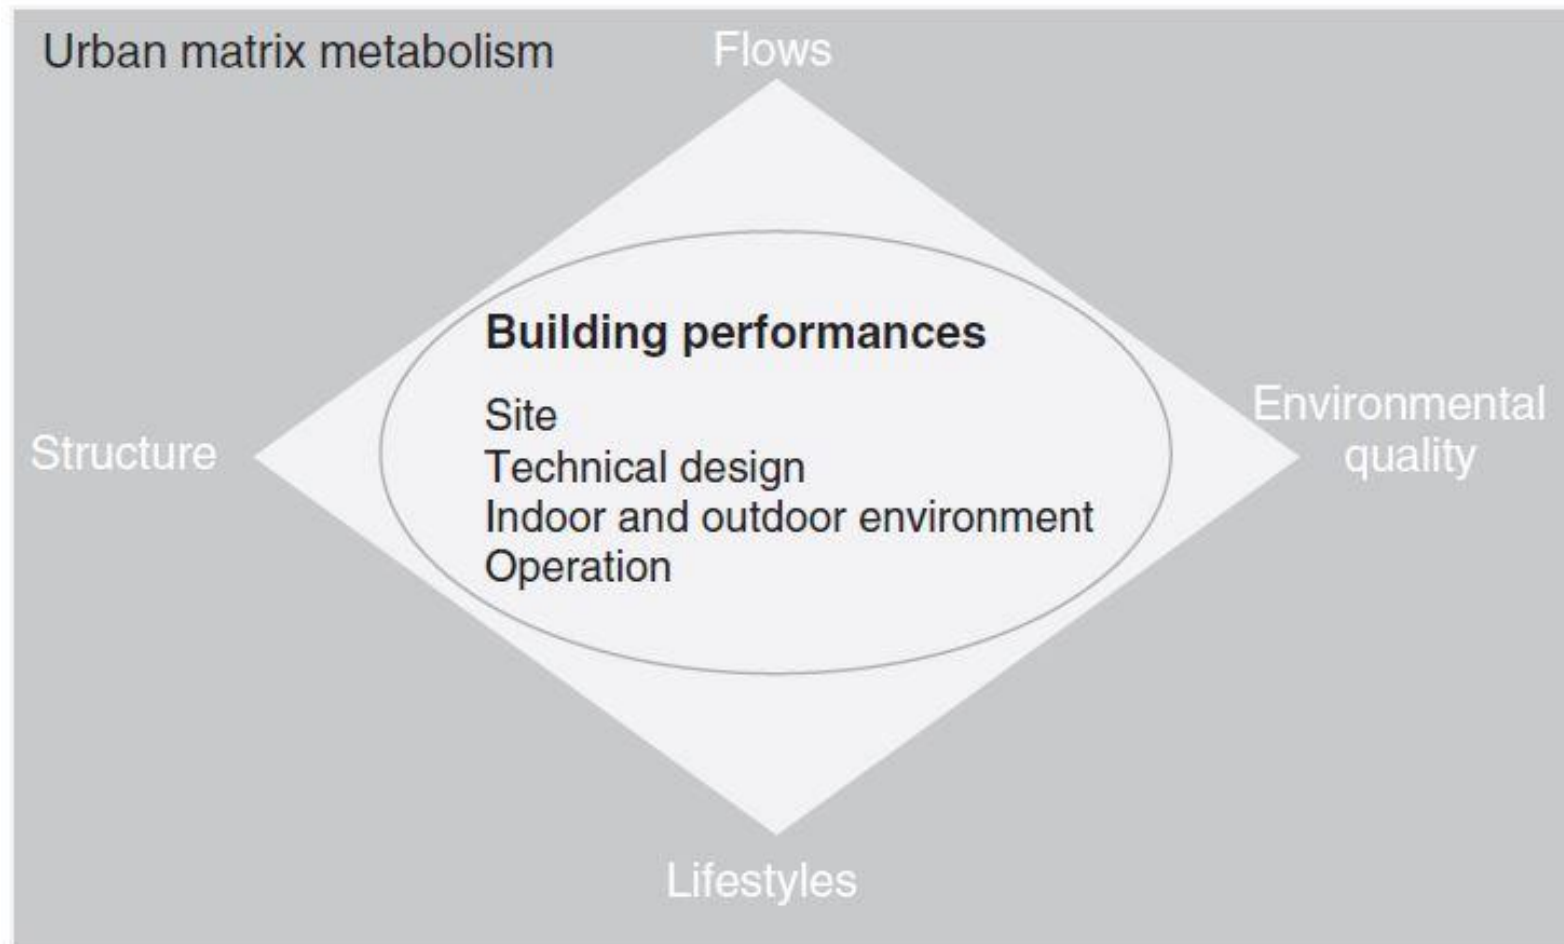 Urban matrix metabolism
Flows
Building performances
Site
Technical design
Indoor and outdoor environment
Operation
Structure
Environmental
quality
Lifestyles